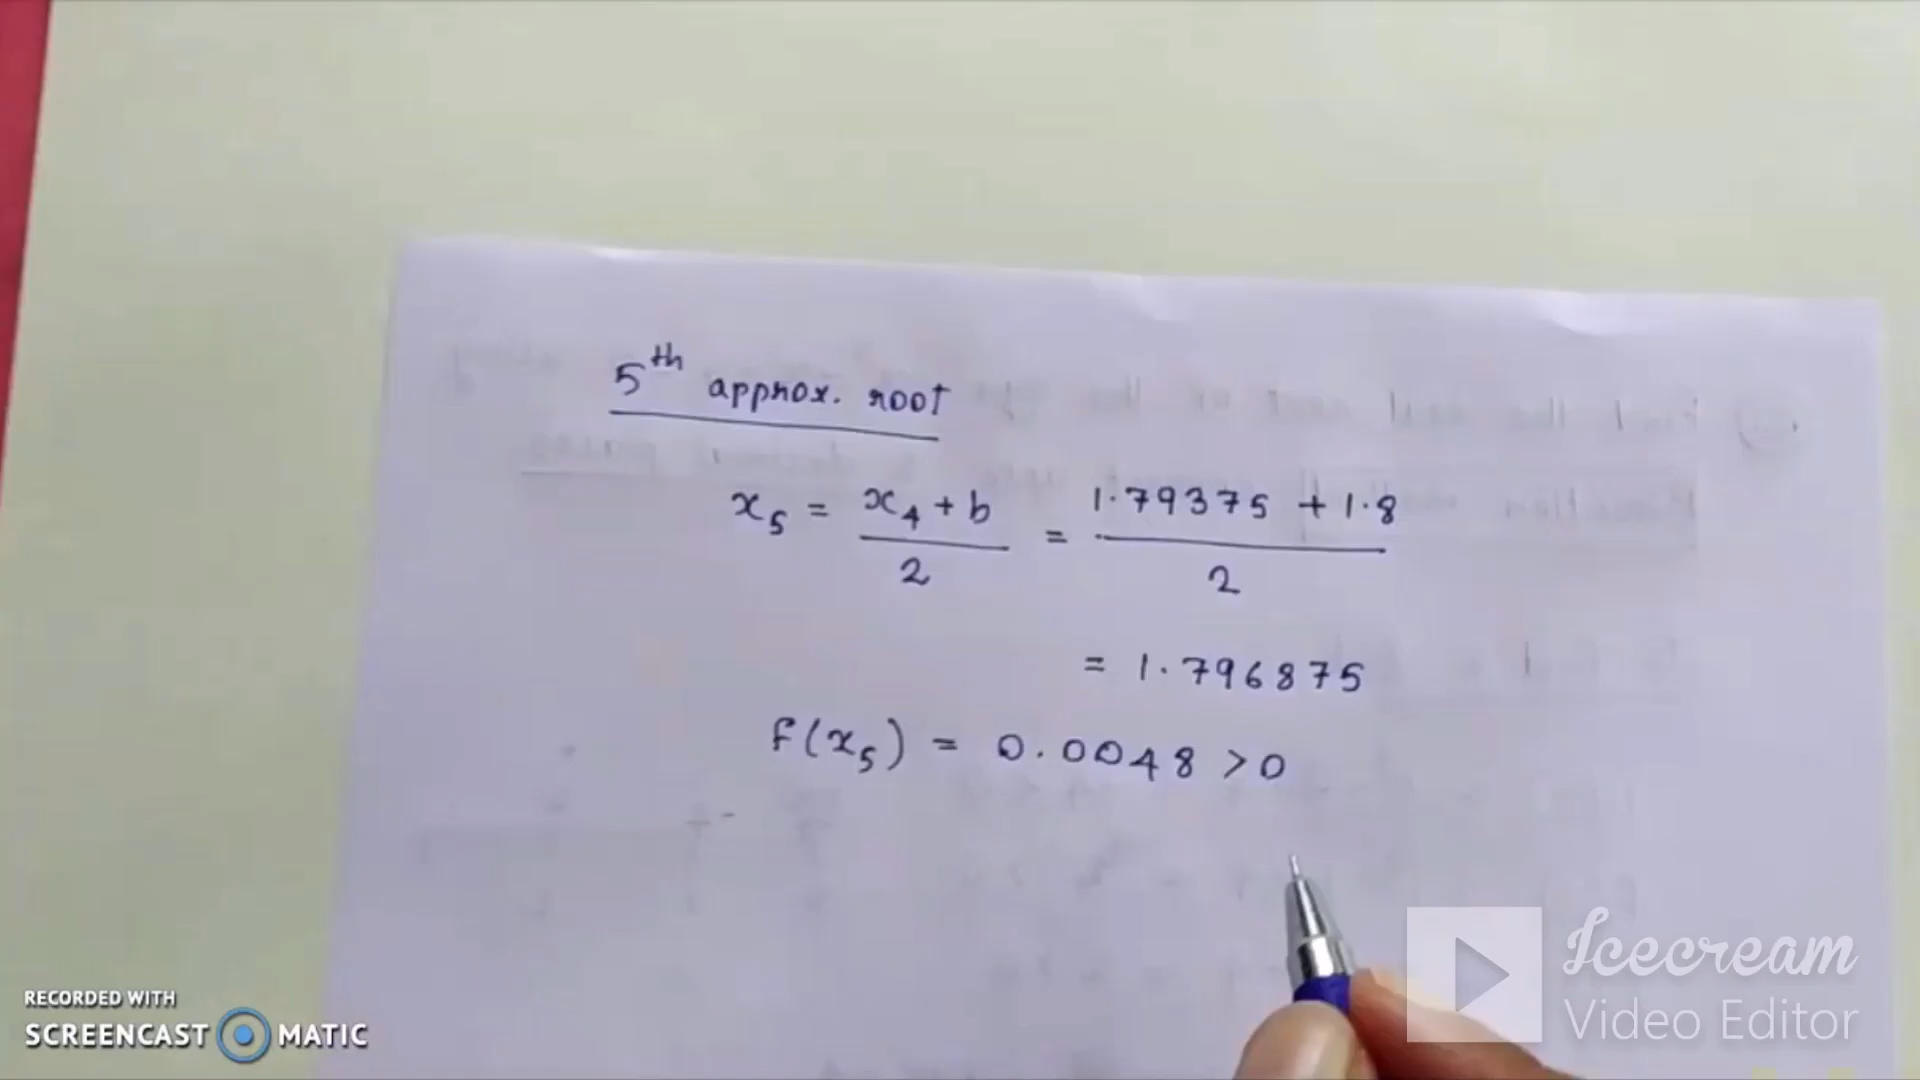 5th approx. root
x₅ = x₄ + b / 2 = 1.79375 + 1.8 / 2
= 1.796875
f(x₅) = 0.0048 > 0
RECORDED WITH
SCREENCAST MATIC
Icecream
Video Editor